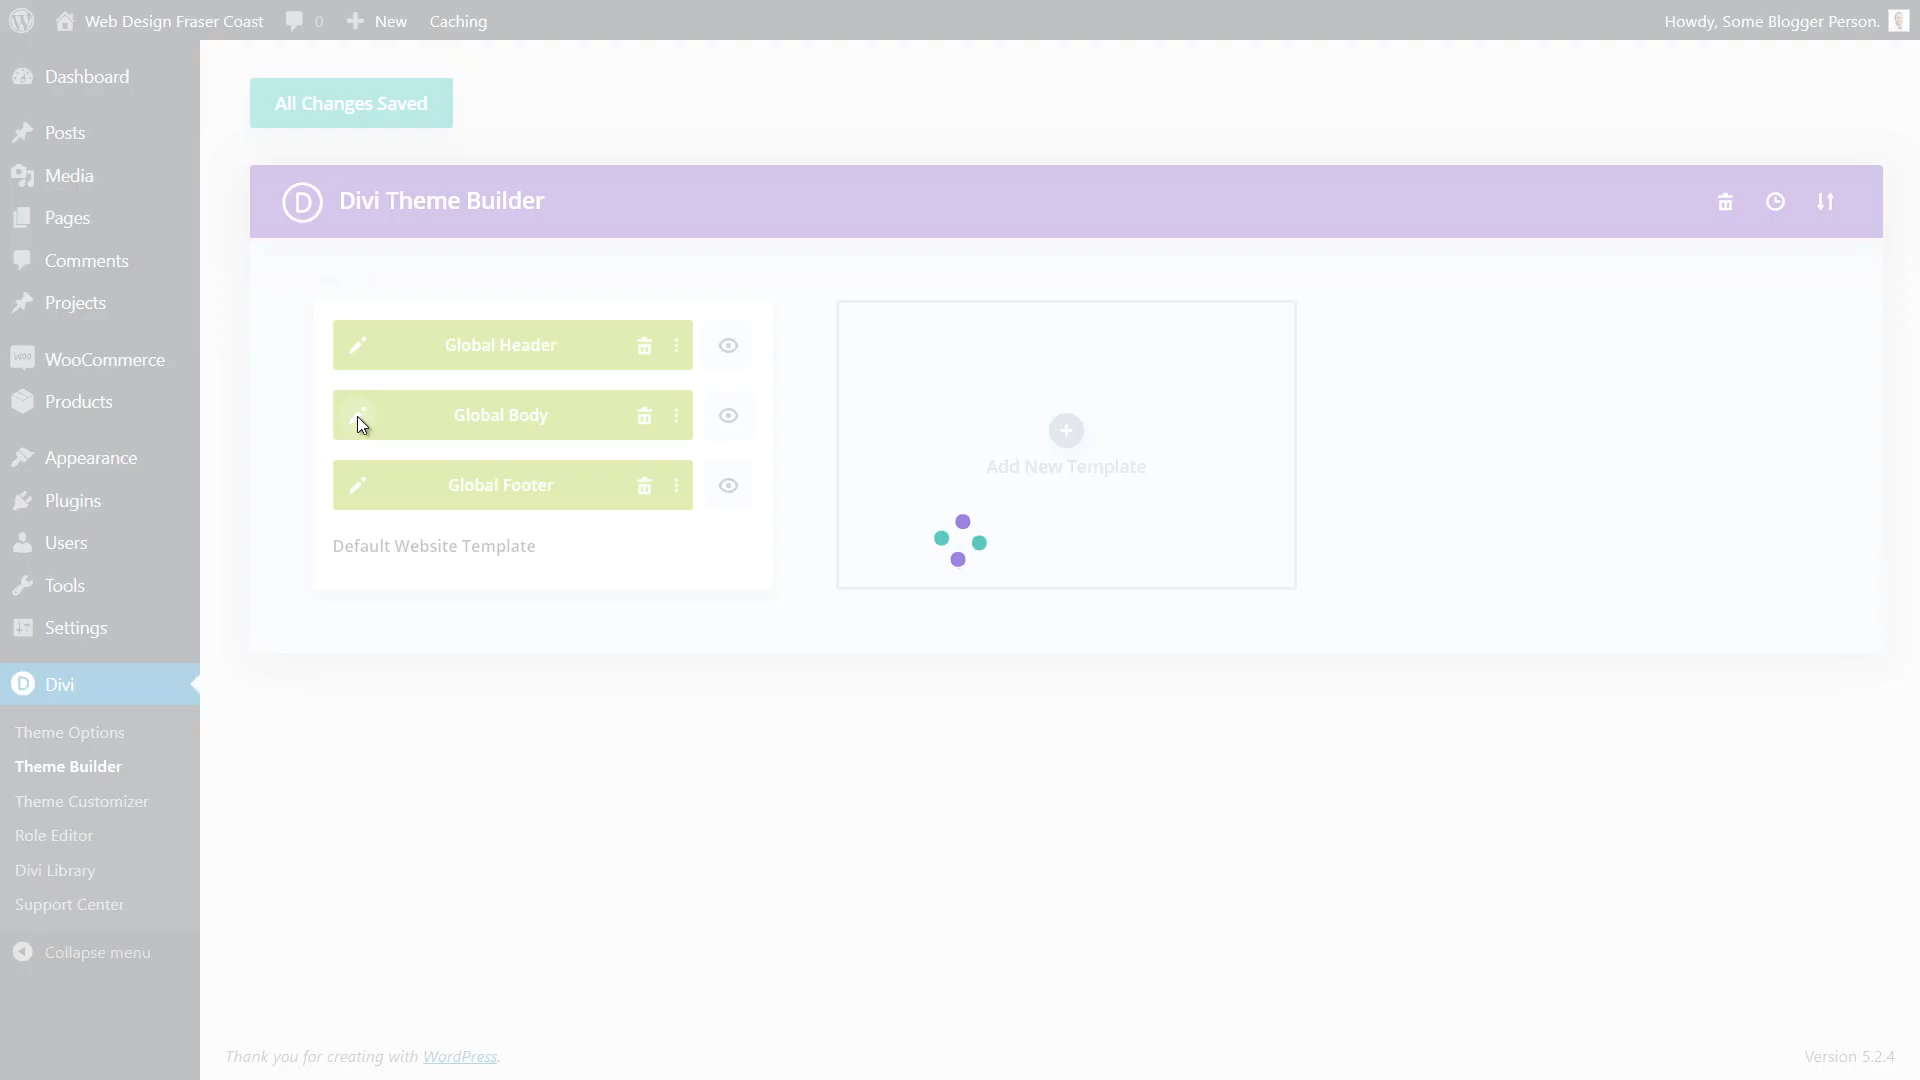 Web Design Fraser Coast
0
New
Caching
Howdy, Some Blogger Person.
Dashboard
Posts
Media
Pages
Comments
Projects
WooCommerce
Products
Appearance
Plugins
Users
Tools
Settings
Divi
Theme Options
Theme Builder
Theme Customizer
Role Editor
Divi Library
Support Center
Collapse menu
All Changes Saved
D Divi Theme Builder
Global Header
Global Body
Global Footer
Default Website Template
Add New Template
Thank you for creating with WordPress.
Version 5.2.4